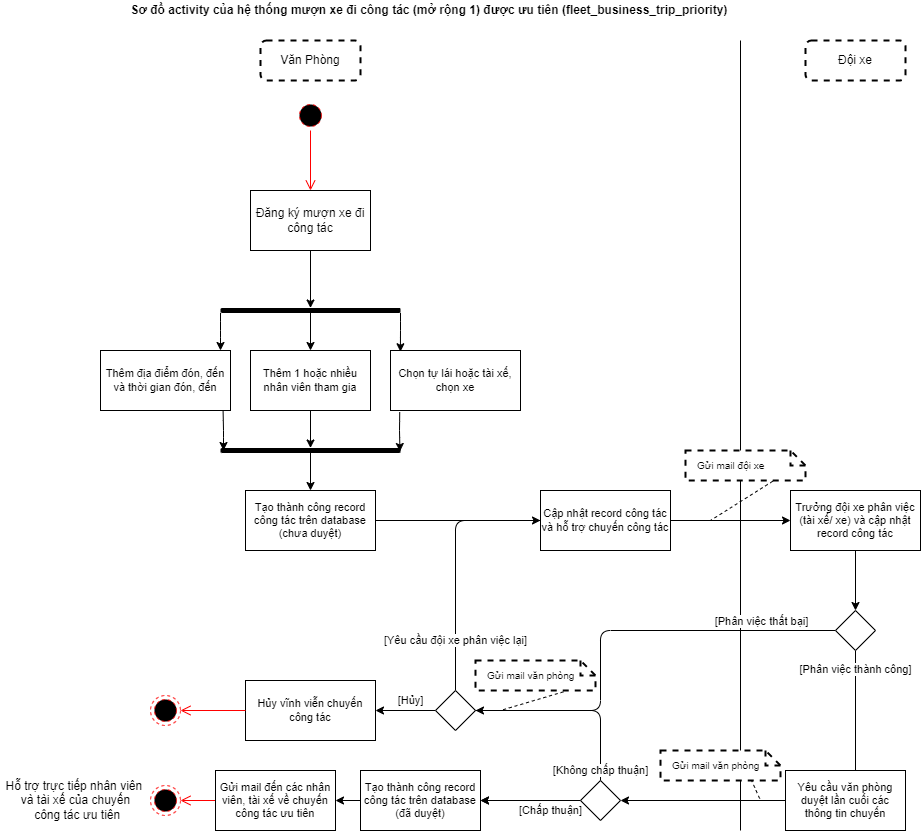 Sơ đồ activity của hệ thống mượn xe đi công tác (mở rộng 1) được ưu tiên (fleet_business_trip_priority)
Văn Phòng
Đội xe
Đăng ký mượn xe đi
công tác
Thêm địa điểm đón, đến
và thời gian đón, đến
Thêm 1 hoặc nhiều
nhân viên tham gia
Chọn tự lái hoặc tài xế,
chọn xe
Gửi mail đội xe
Tạo thành công record
công tác trên database
(chưa duyệt)
Cập nhật record công tác
và hỗ trợ chuyến công tác
Trưởng đội xe phân việc
(tài xế/ xe) và cập nhật
record công tác
[Phân việc thất bại]
[Yêu cầu đội xe phân việc lại]
[Phân việc thành công]
Gửi mail văn phòng
Hủy vĩnh viễn chuyến
công tác
[Hủy]
[Không chấp thuận]
Gửi mail văn phòng
Hỗ trợ trực tiếp nhân viên
và tài xế của chuyến
công tác ưu tiên
Gửi mail đến các nhân
viên, tài xế về chuyến
công tác ưu tiên
Tạo thành công record
công tác trên database
(đã duyệt)
[Chấp thuận]
Yêu cầu văn phòng
duyệt lần cuối các
thông tin chuyến